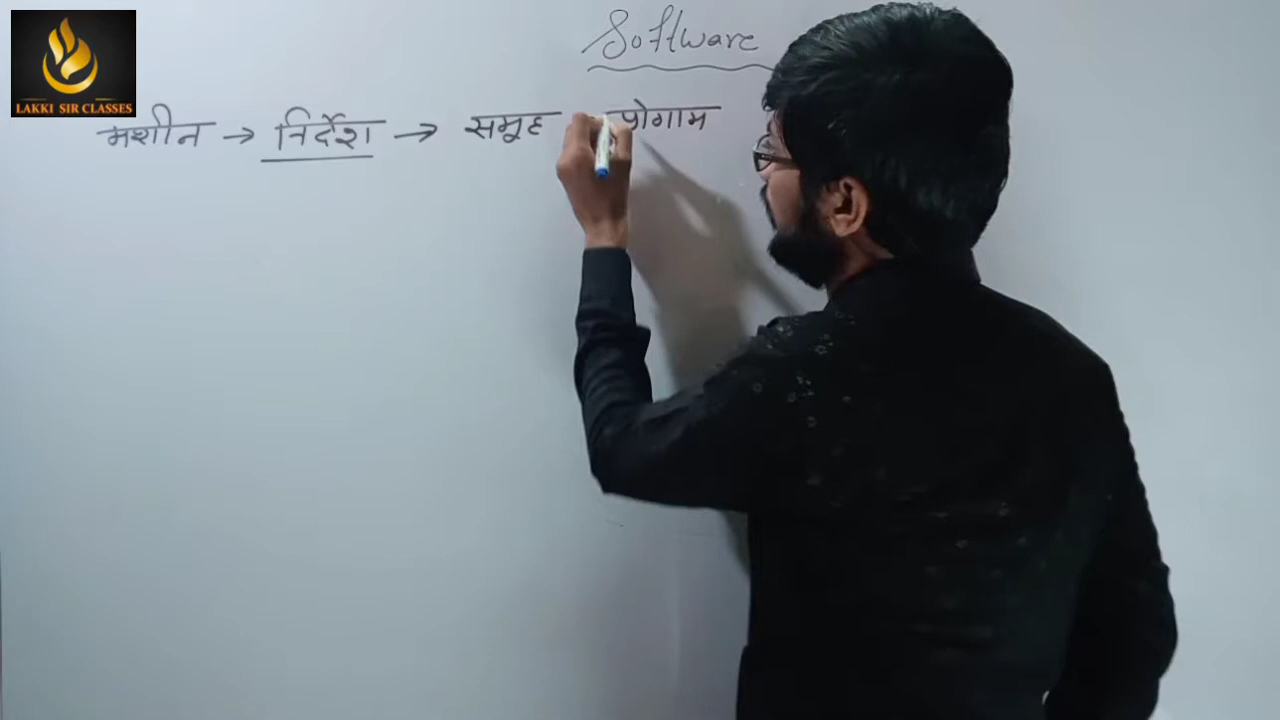 Software
LAKKI SIR CLASSES
मशीन → निर्देश → समूह प्रोगाम